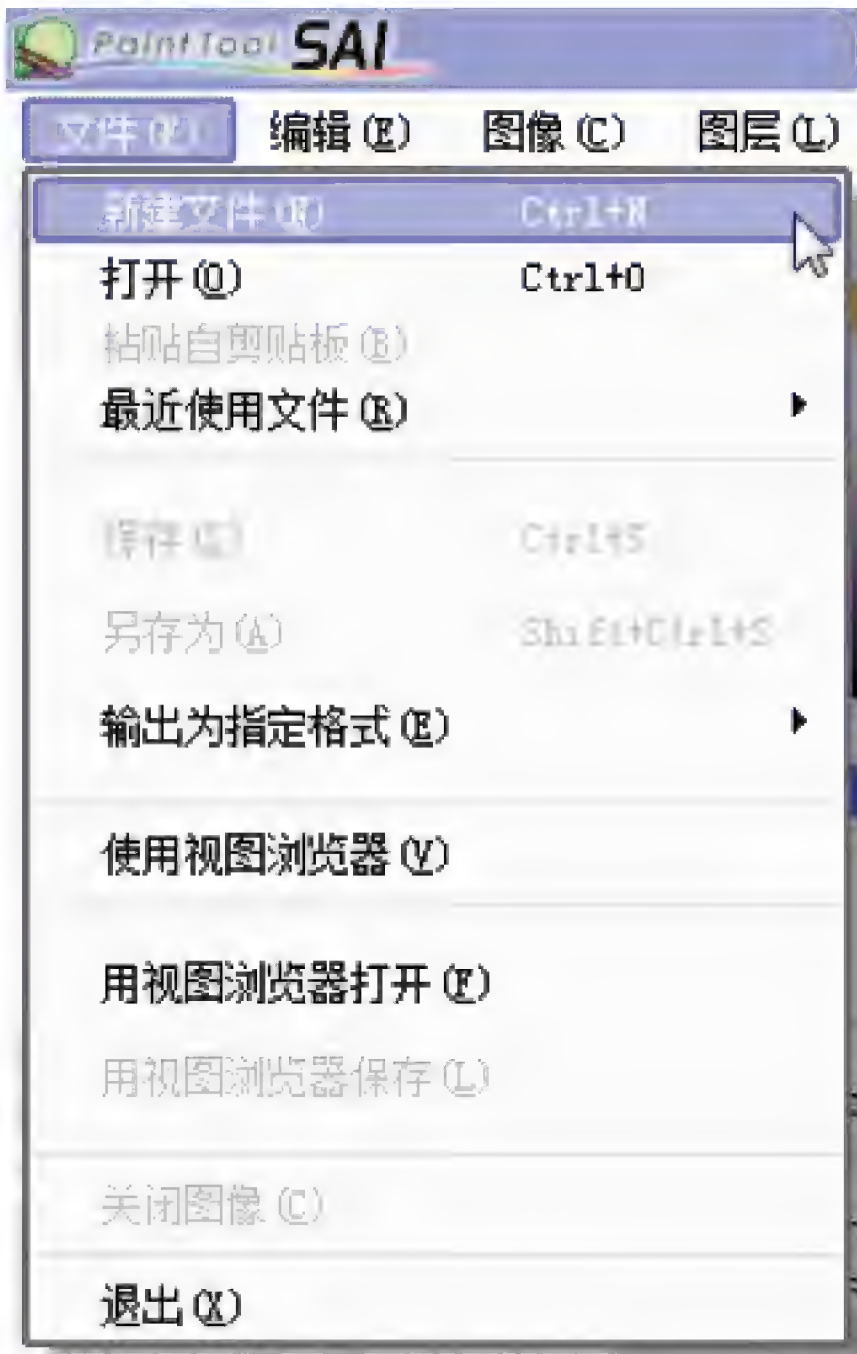 PaintTool SAI
文件(F) 编辑(E) 图像(C) 图层(L)
新建文件(N) Ctrl+N
打开(O) Ctrl+O
粘贴自剪贴板(B)
最近使用文件(R)
保存(S) Ctrl+S
另存为(A) Shift+Ctrl+S
输出为指定格式(E)
使用视图浏览器(V)
用视图浏览器打开(F)
用视图浏览器保存(L)
关闭图像(C)
退出(X)